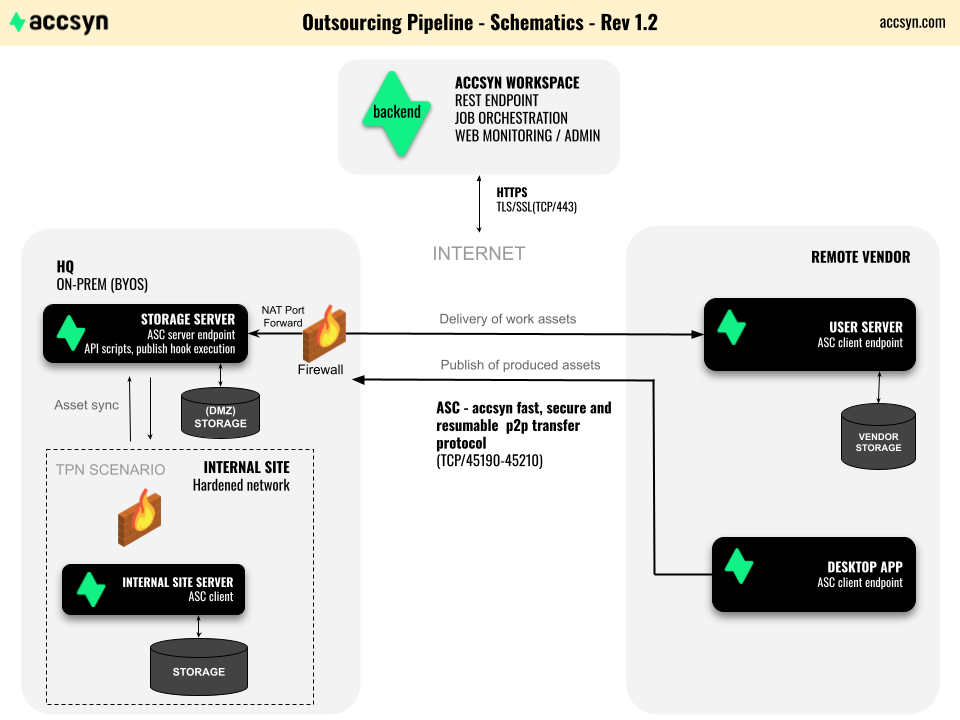 accsyn
Outsourcing Pipeline - Schematics - Rev 1.2
accsyn.com
backend
ACCSYN WORKSPACE
REST ENDPOINT
JOB ORCHESTRATION
WEB MONITORING / ADMIN
HTTPS
TLS/SSL(TCP/443)
INTERNET
HQ
ON-PREM (BYOS)
STORAGE SERVER
ASC server endpoint
API scripts, publish hook execution
NAT Port
Forward
Firewall
(DMZ)
STORAGE
Asset sync
TPN SCENARIO
INTERNAL SITE
Hardened network
INTERNAL SITE SERVER
ASC client
STORAGE
Delivery of work assets
Publish of produced assets
ASC - accsyn fast, secure and
resumable p2p transfer
protocol
(TCP/45190-45210)
REMOTE VENDOR
USER SERVER
ASC client endpoint
VENDOR
STORAGE
DESKTOP APP
ASC client endpoint